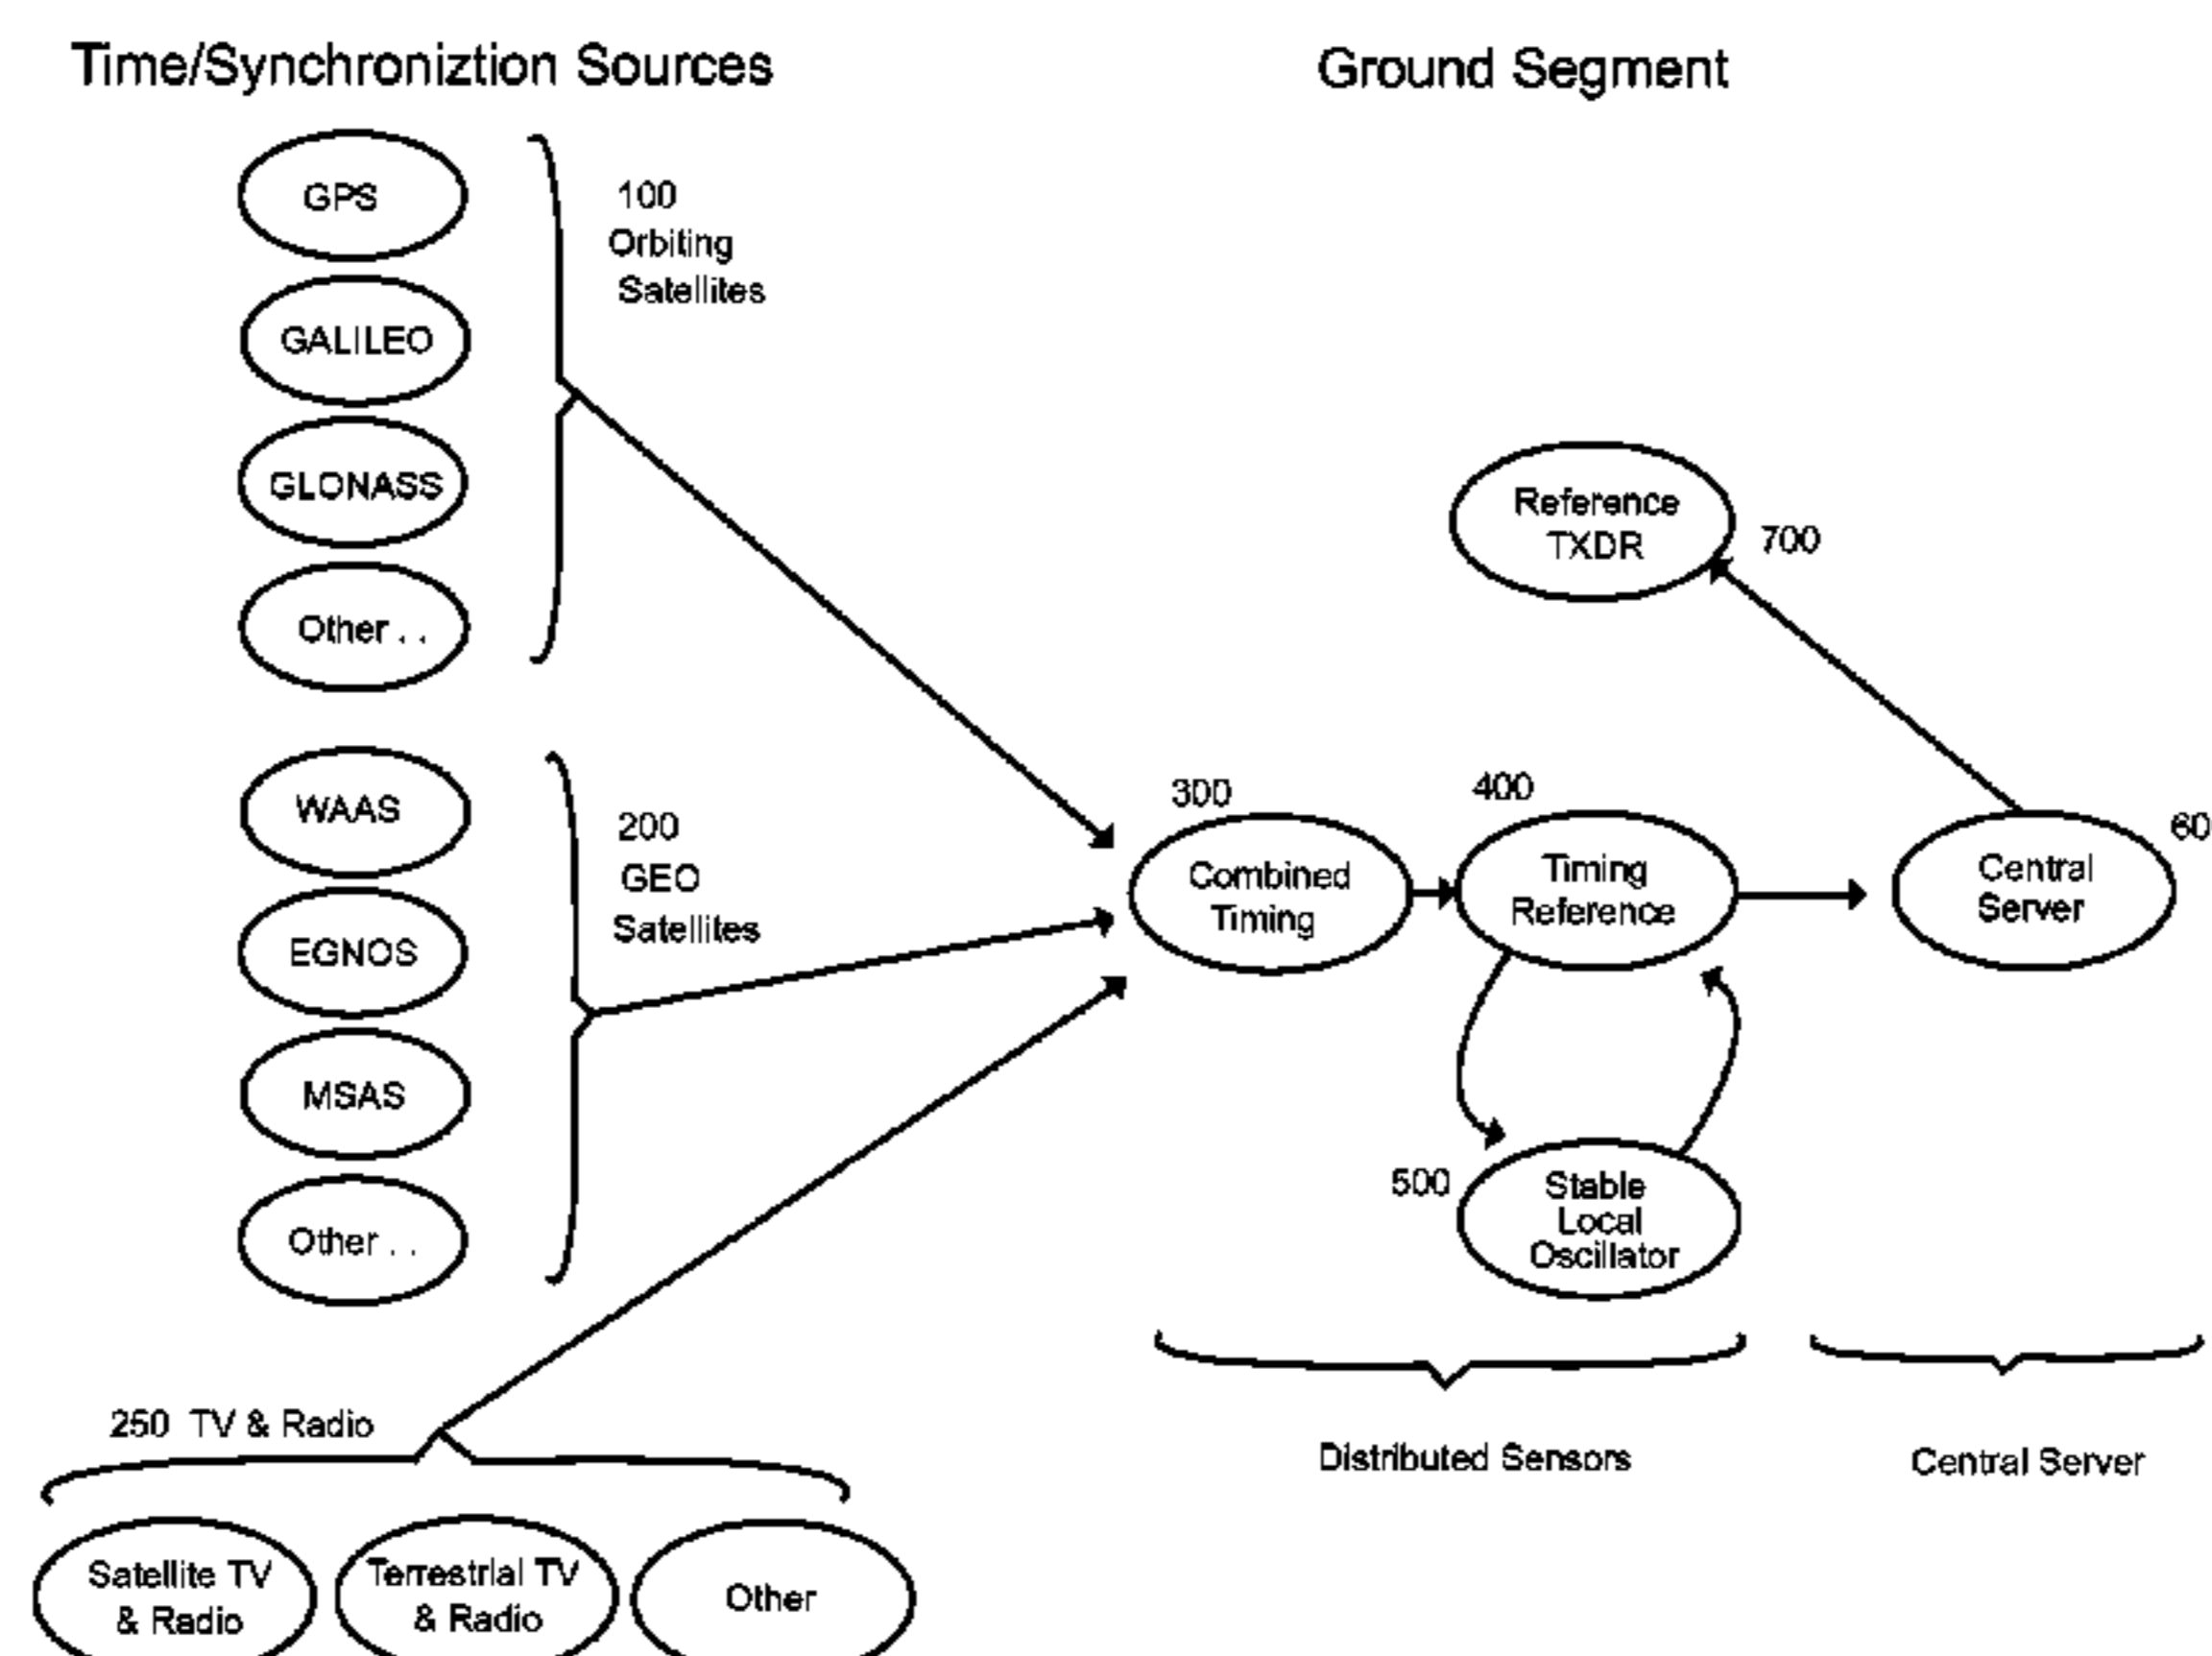 Time/Synchroniztion Sources
Ground Segment
GPS
GALILEO
GLONASS
Other . .
100
Orbiting
Satellites
WAAS
EGNOS
MSAS
Other . .
200
GEO
Satellites
250 TV & Radio
Satellite TV
& Radio
Terrestrial TV
& Radio
Other
300
Combined
Timing
400
Timing
Reference
500
Stable
Local
Oscillator
60
Central
Server
Reference
TXDR
700
Distributed Sensors
Central Server